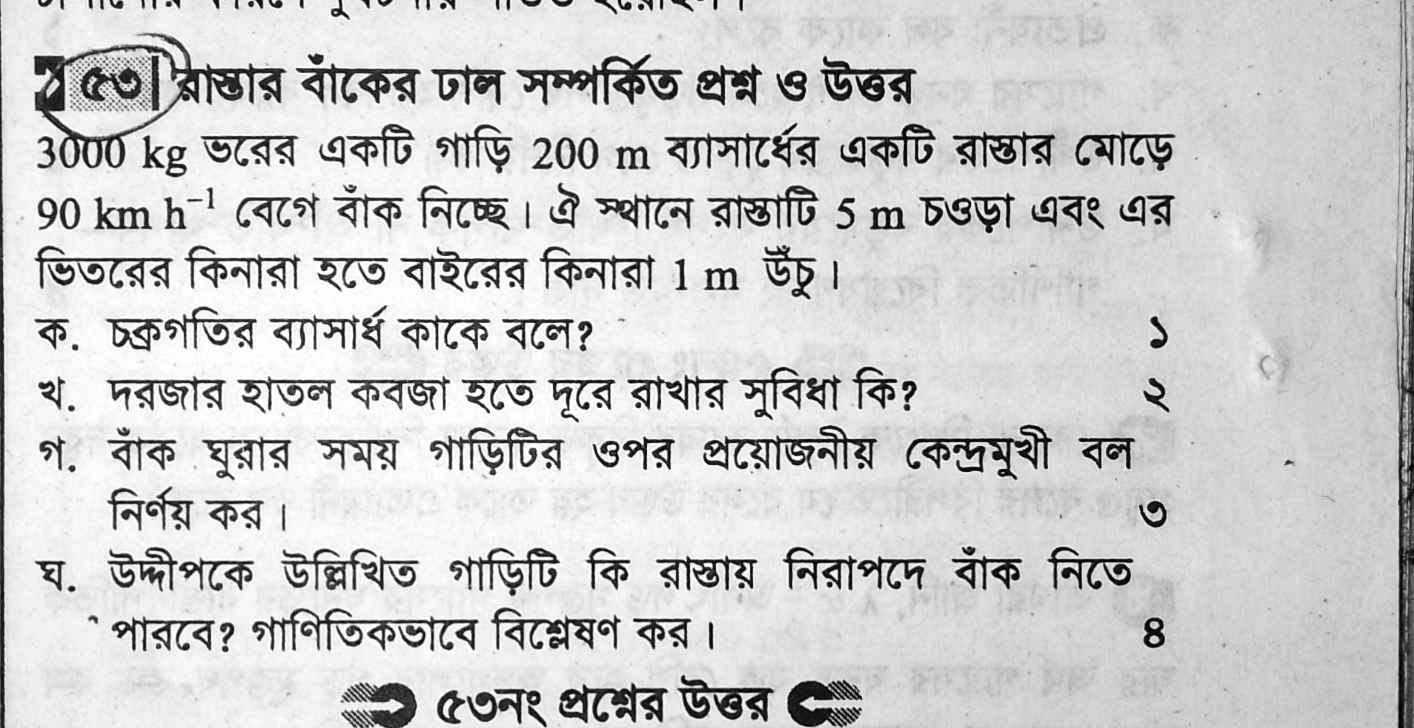 ৫৩ রাস্তার বাঁকের ঢাল সম্পর্কিত প্রশ্ন ও উত্তর
3000 kg ভরের একটি গাড়ি 200 m ব্যাসার্ধের একটি রাস্তার মোড়ে
90 km h⁻¹ বেগে বাঁক নিচ্ছে। ঐ স্থানে রাস্তাটি 5 m চওড়া এবং এর
ভিতরের কিনারা হতে বাইরের কিনারা 1 m উঁচু।
ক. চক্রগতির ব্যাসার্ধ কাকে বলে? ১
খ. দরজার হাতল কবজা হতে দূরে রাখার সুবিধা কি? ২
গ. বাঁক ঘুরার সময় গাড়িটির ওপর প্রয়োজনীয় কেন্দ্রমুখী বল
নির্ণয় কর। ৩
ঘ. উদ্দীপকে উল্লিখিত গাড়িটি কি রাস্তায় নিরাপদে বাঁক নিতে
পারবে? গাণিতিকভাবে বিশ্লেষণ কর। ৪
৫৩নং প্রশ্নের উত্তর